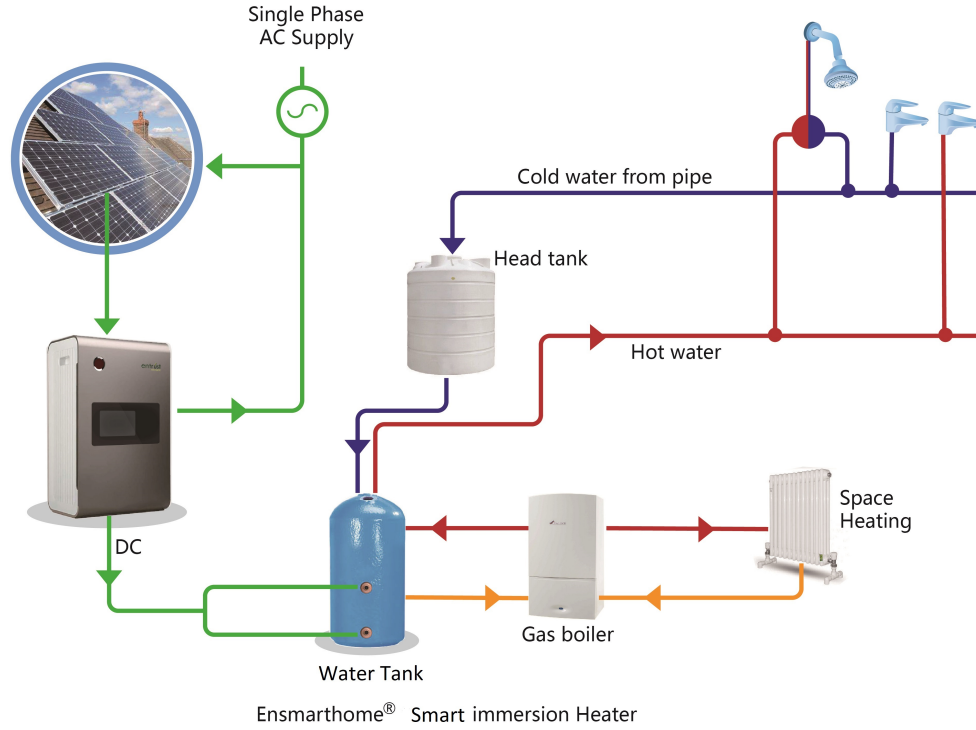 Single Phase
AC Supply
Cold water from pipe
Head tank
Hot water
Space
Heating
DC
Gas boiler
Water Tank
Ensmarthome® Smart immersion Heater